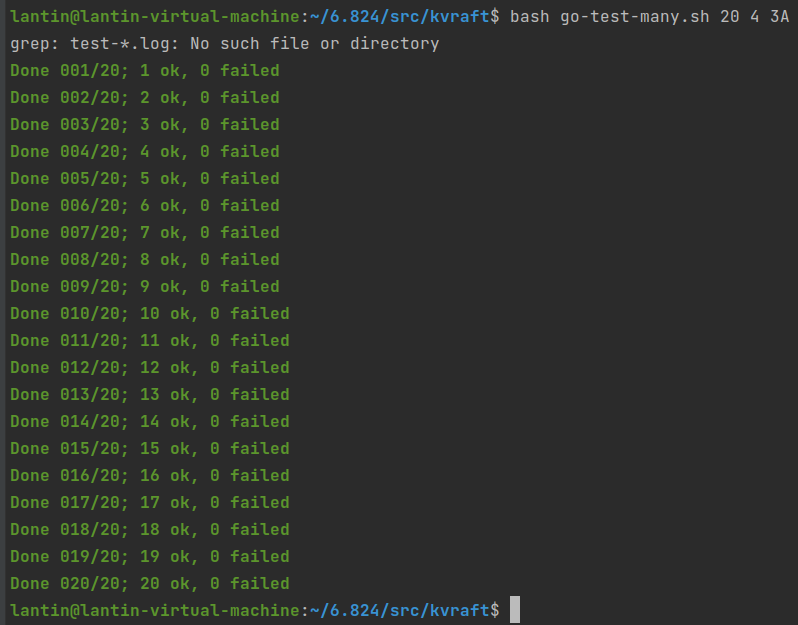 lantin@lantin-virtual-machine:~/6.824/src/kvraft$ bash go-test-many.sh 20 4 3A
grep: test-*.log: No such file or directory
Done 001/20; 1 ok, 0 failed
Done 002/20; 2 ok, 0 failed
Done 003/20; 3 ok, 0 failed
Done 004/20; 4 ok, 0 failed
Done 005/20; 5 ok, 0 failed
Done 006/20; 6 ok, 0 failed
Done 007/20; 7 ok, 0 failed
Done 008/20; 8 ok, 0 failed
Done 009/20; 9 ok, 0 failed
Done 010/20; 10 ok, 0 failed
Done 011/20; 11 ok, 0 failed
Done 012/20; 12 ok, 0 failed
Done 013/20; 13 ok, 0 failed
Done 014/20; 14 ok, 0 failed
Done 015/20; 15 ok, 0 failed
Done 016/20; 16 ok, 0 failed
Done 017/20; 17 ok, 0 failed
Done 018/20; 18 ok, 0 failed
Done 019/20; 19 ok, 0 failed
Done 020/20; 20 ok, 0 failed
lantin@lantin-virtual-machine:~/6.824/src/kvraft$